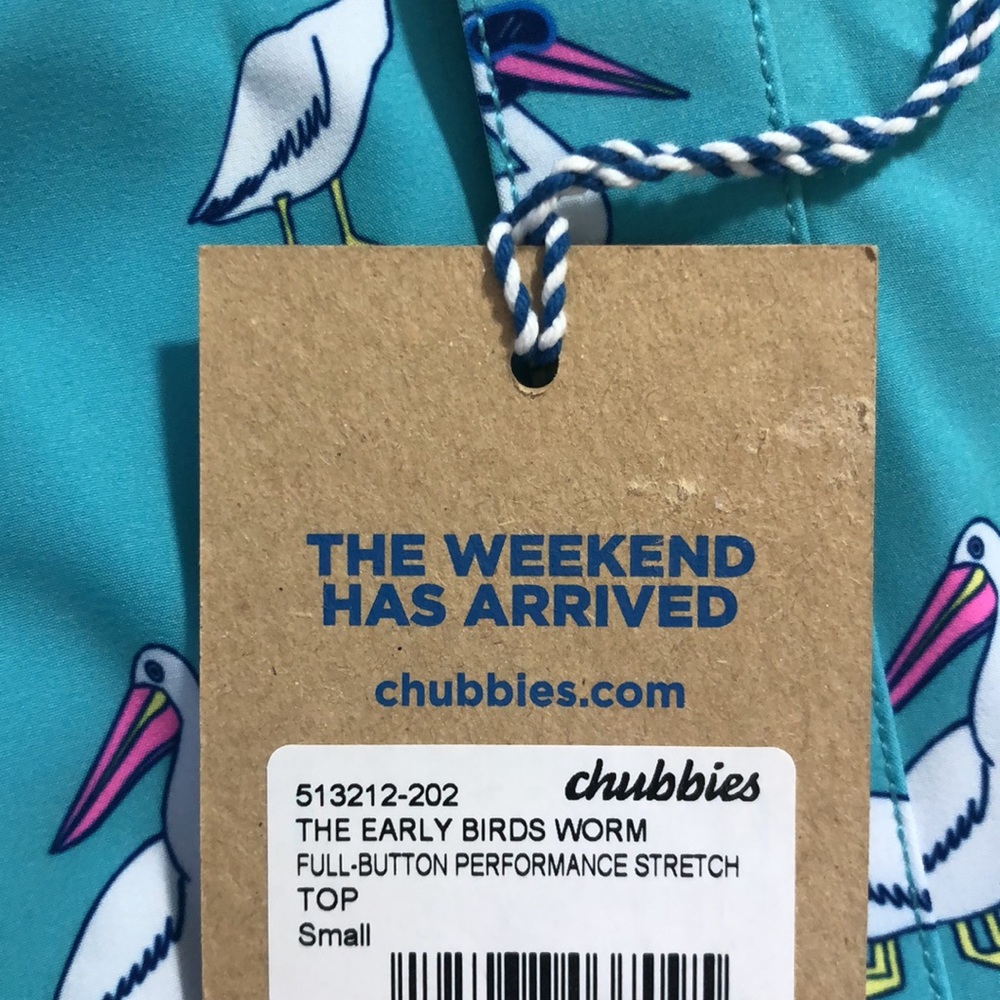 THE WEEKEND
HAS ARRIVED
chubbies.com
513212-202 chubbies
THE EARLY BIRDS WORM
FULL-BUTTON PERFORMANCE STRETCH
TOP
Small